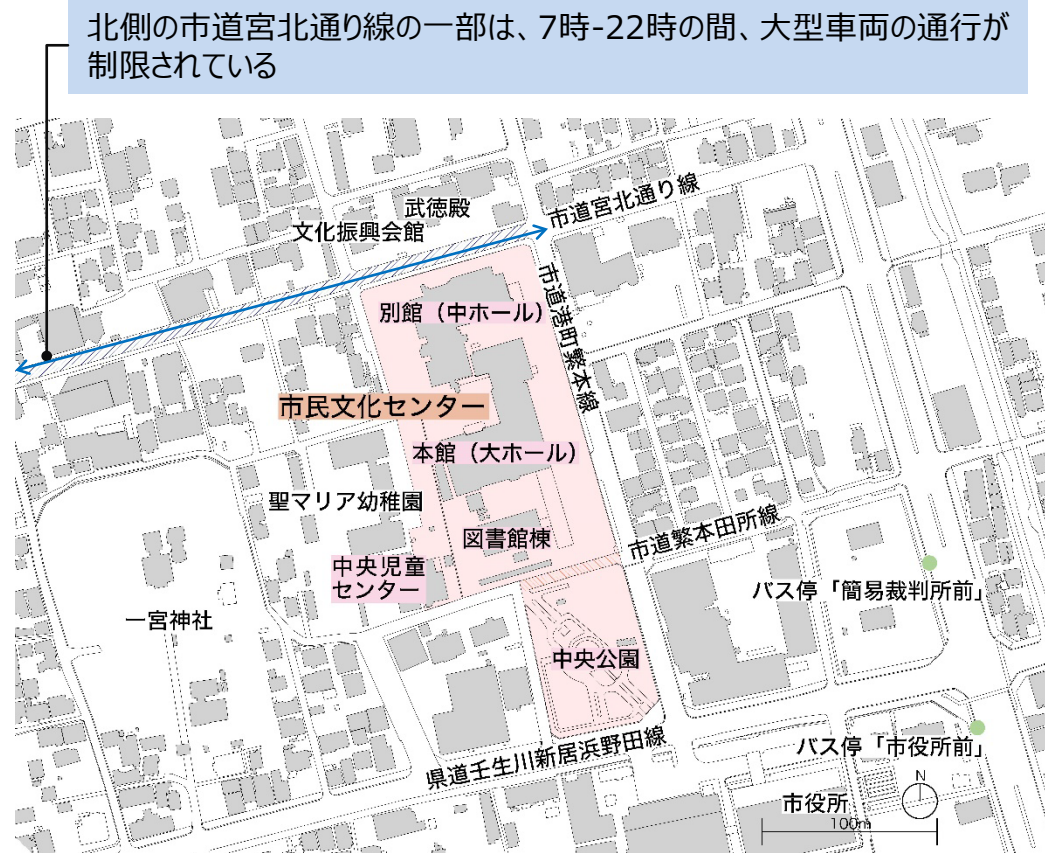 北側の市道宮北通り線の一部は、7時-22時の間、大型車両の通行が
制限されている
武徳殿
市道宮北通り線
文化振興会館
別館（中ホール）
市道港町繁本線
市民文化センター
本館（大ホール）
聖マリア幼稚園
図書館棟
市道繁本田所線
中央児童
センター
バス停「簡易裁判所前」
一宮神社
中央公園
県道壬生川新居浜野田線
バス停「市役所前」
N
市役所
100m